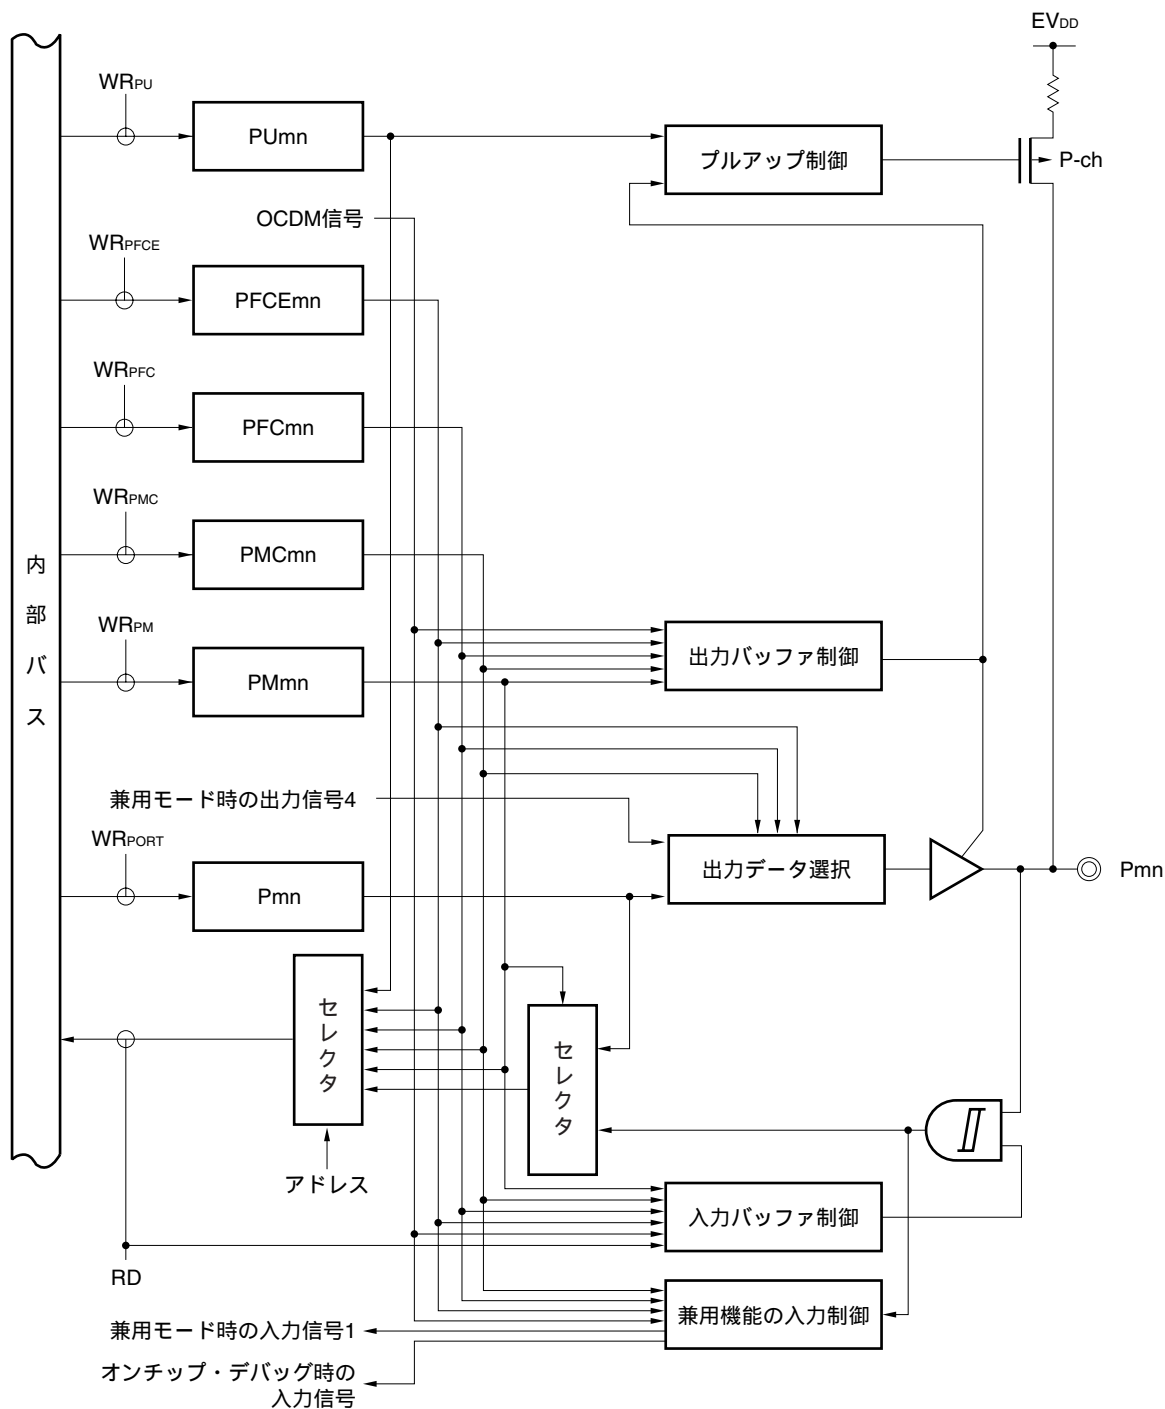 EVDD
WRPU
PUmn
プルアップ制御
P-ch
OCDM信号
WRPFCE
PFCEmn
WRPFC
PFCmn
WRPMC
PMCmn
内部バス
WRPM
PMmn
出力バッファ制御
兼用モード時の出力信号4
WRPORT
Pmn
出力データ選択
Pmn
セレクタ
セレクタ
アドレス
入力バッファ制御
RD
兼用機能の入力制御
兼用モード時の入力信号1
オンチップ・デバッグ時の
入力信号